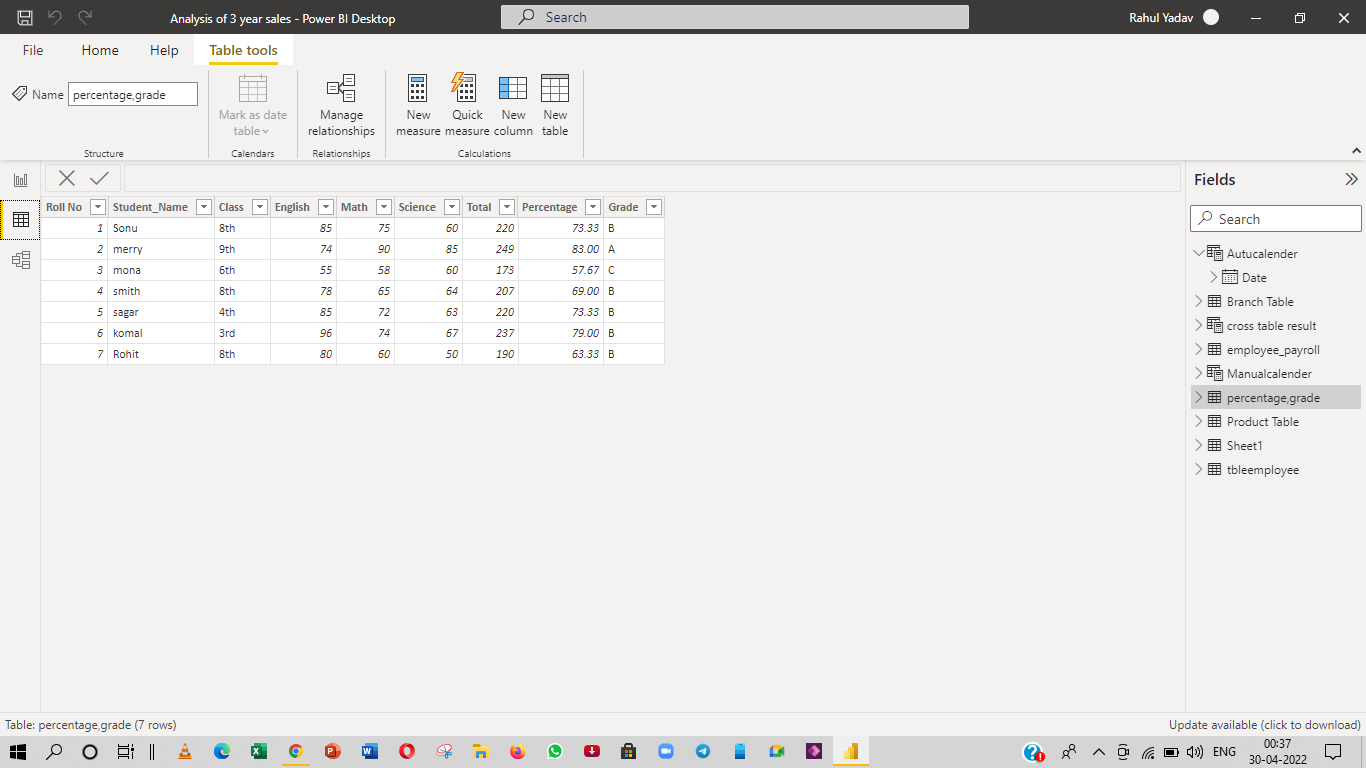 Analysis of 3 year sales - Power BI Desktop
Search
Rahul Yadav
File Home Help Table tools
Name percentage,grade
Mark as date table
Manage relationships
New measure
Quick measure
New column
New table
Structure Calendars Relationships Calculations
Roll No Student_Name Class English Math Science Total Percentage Grade
1 Sonu 8th 85 75 60 220 73.33 B
2 merry 9th 74 90 85 249 83.00 A
3 mona 6th 55 58 60 173 57.67 C
4 smith 8th 78 65 64 207 69.00 B
5 sagar 4th 85 72 63 220 73.33 B
6 komal 3rd 96 74 67 237 79.00 B
7 Rohit 8th 80 60 50 190 63.33 B
Fields
Search
Autucalender
Date
Branch Table
cross table result
employee_payroll
Manualcalender
percentage,grade
Product Table
Sheet1
tbleemployee
Table: percentage,grade (7 rows)
Update available (click to download)
ENG
00:37
30-04-2022